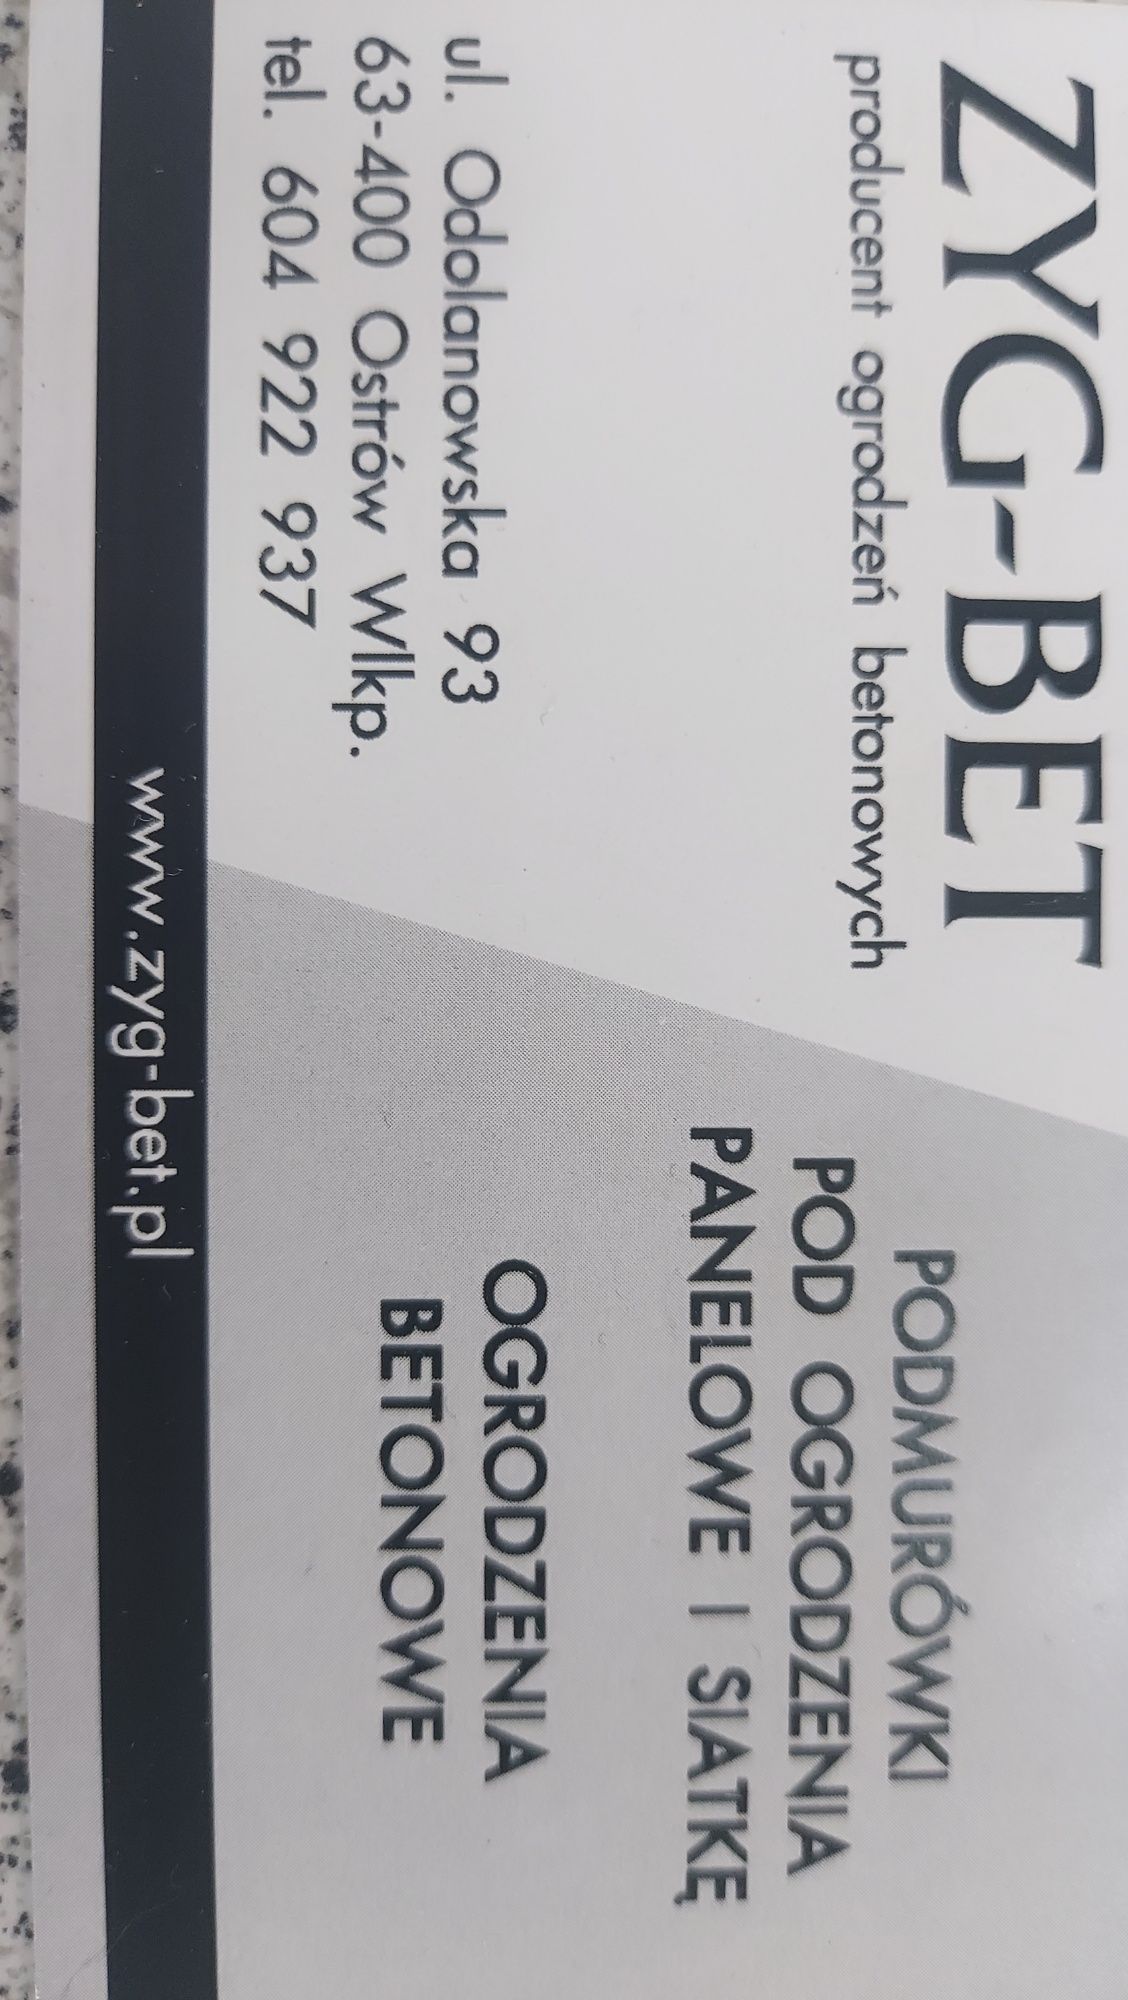 ZYG-BET
producent ogrodzeń betonowych
ul. Odolanowska 93
63-400 Ostrów Wlkp.
tel. 604 922 937
PODMURÓWKI
POD OGRODZENIA
PANELOWE I SIATKĘ
OGRODZENIA
BETONOWE
www.zyg-bet.pl